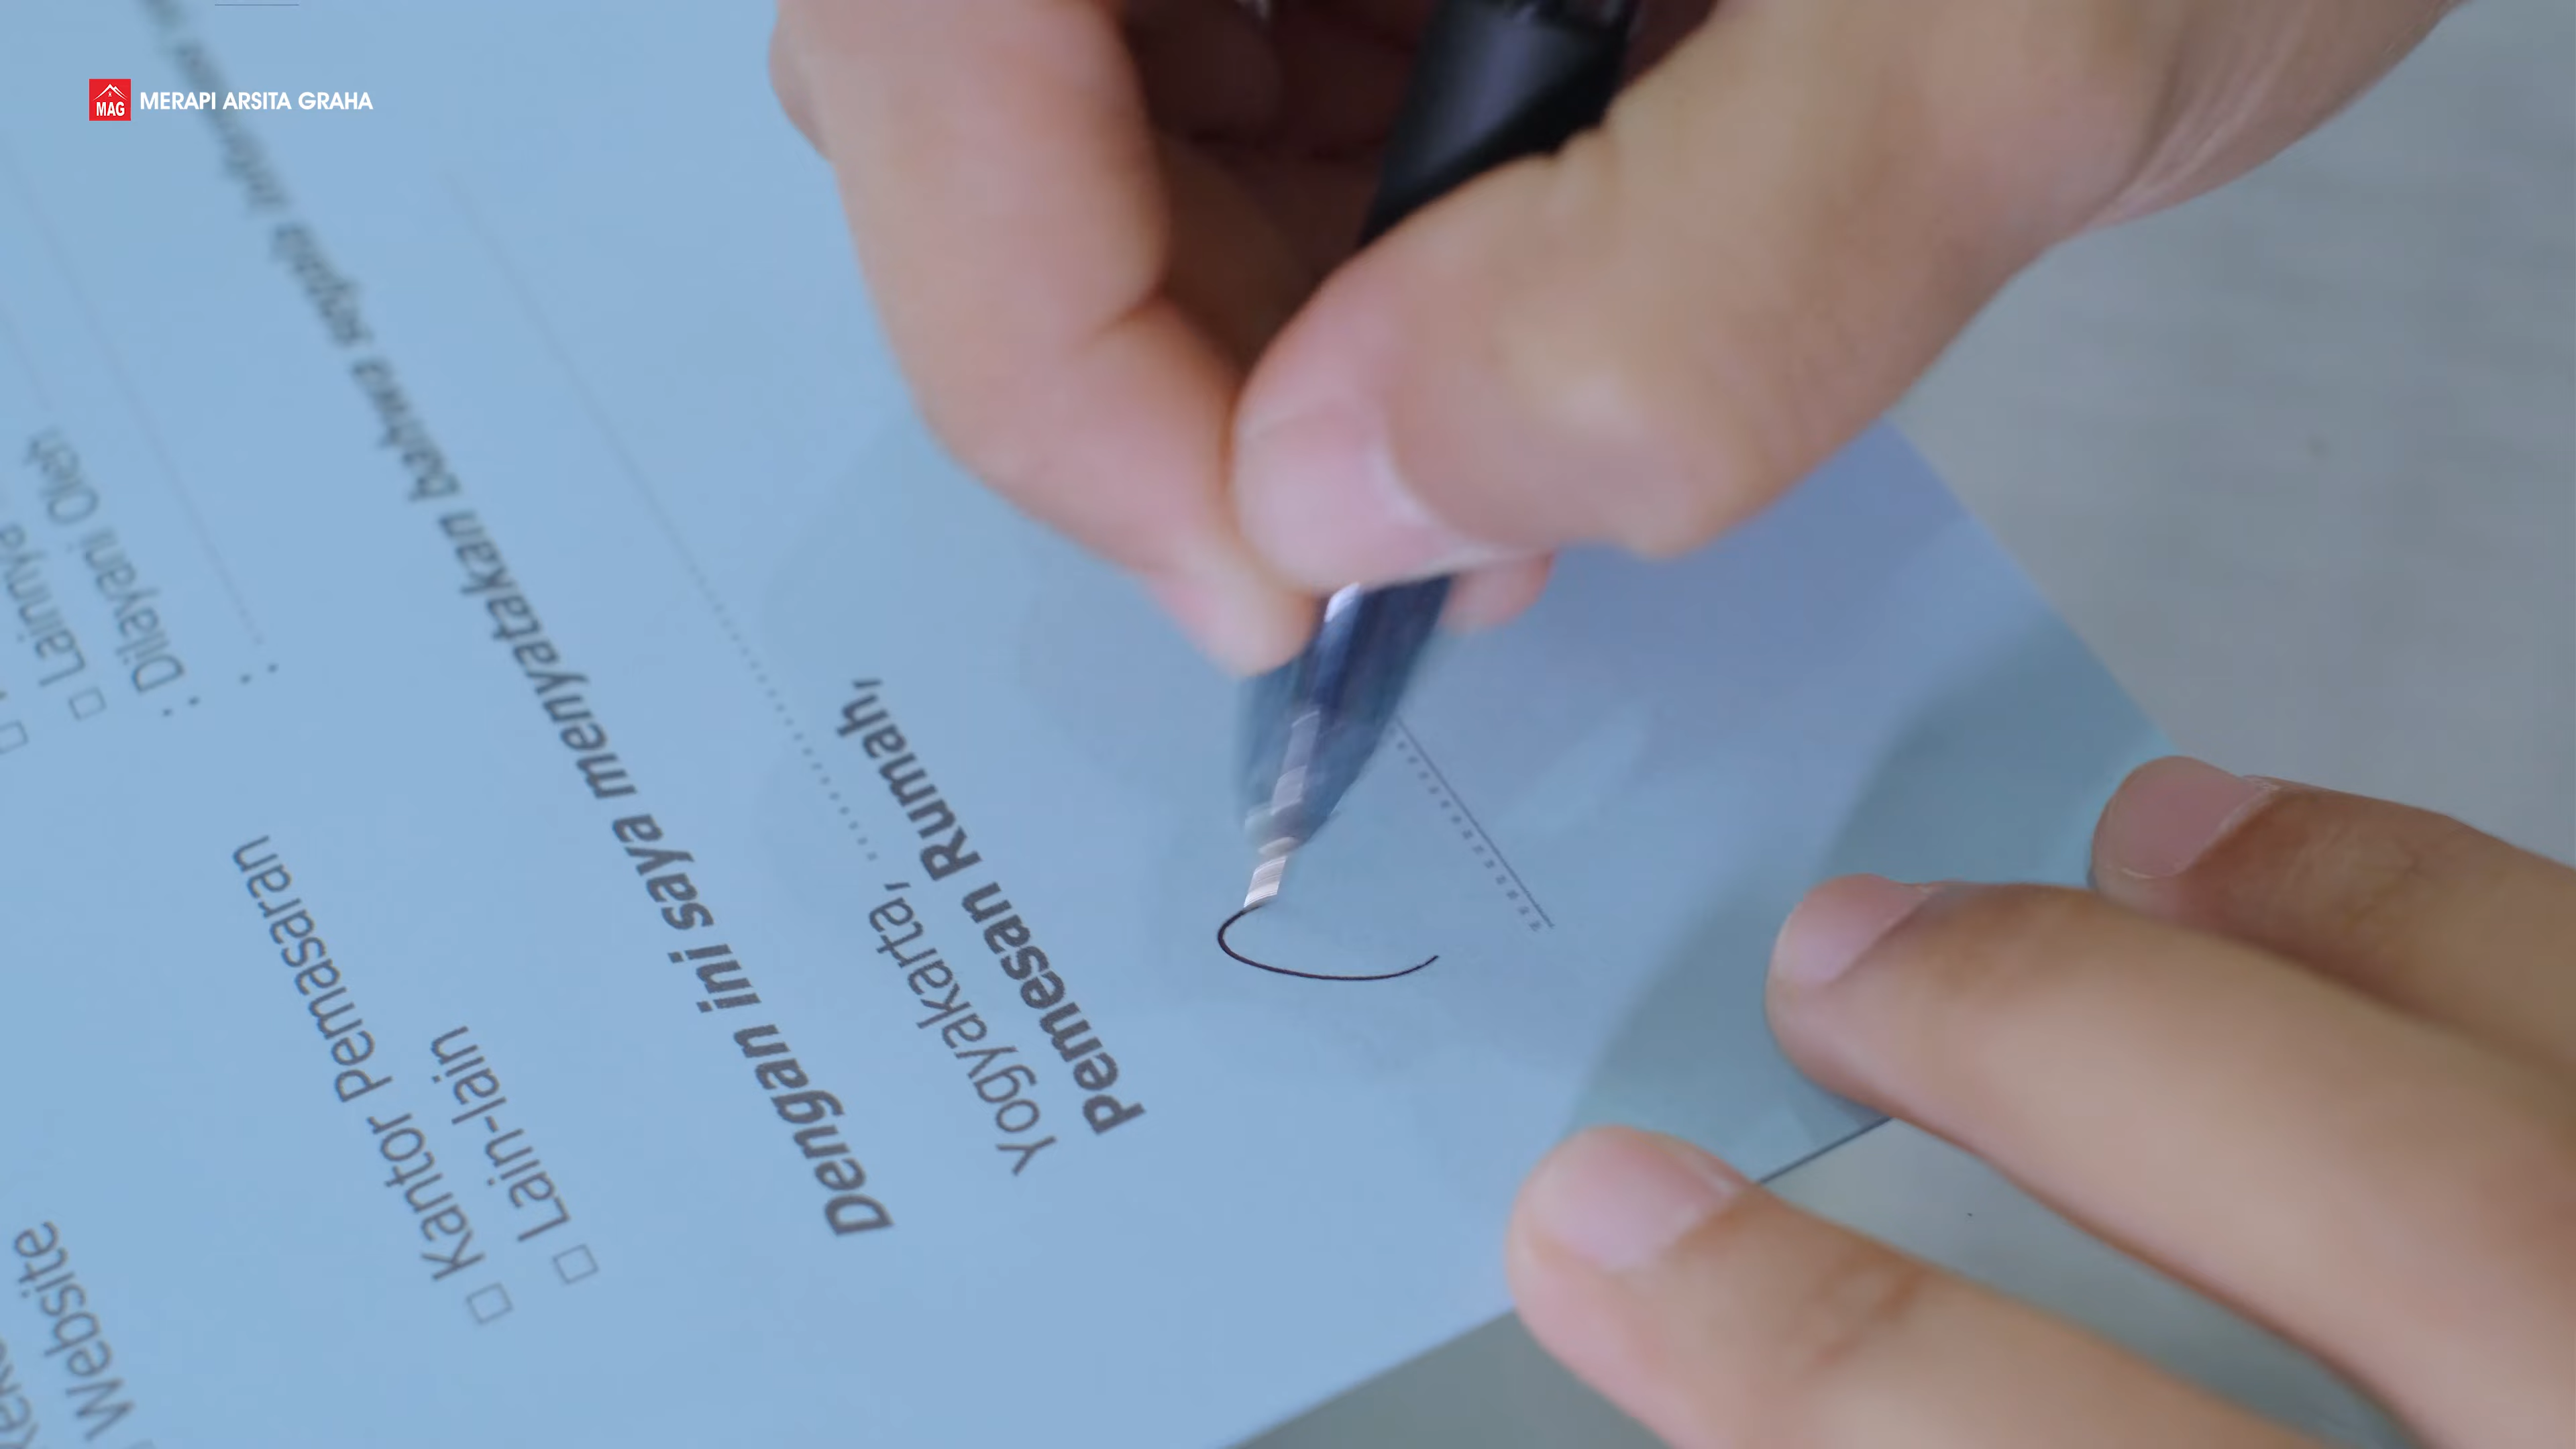 MAG MERAPI ARSITA GRAHA
Website
□ Kantor Pemasaran
□ Lain-lain
□ Lainnya
: Dilayani Oleh
:
Dengan ini saya menyatakan bahwa segala
Yogyakarta,
Pemesan Rumah,